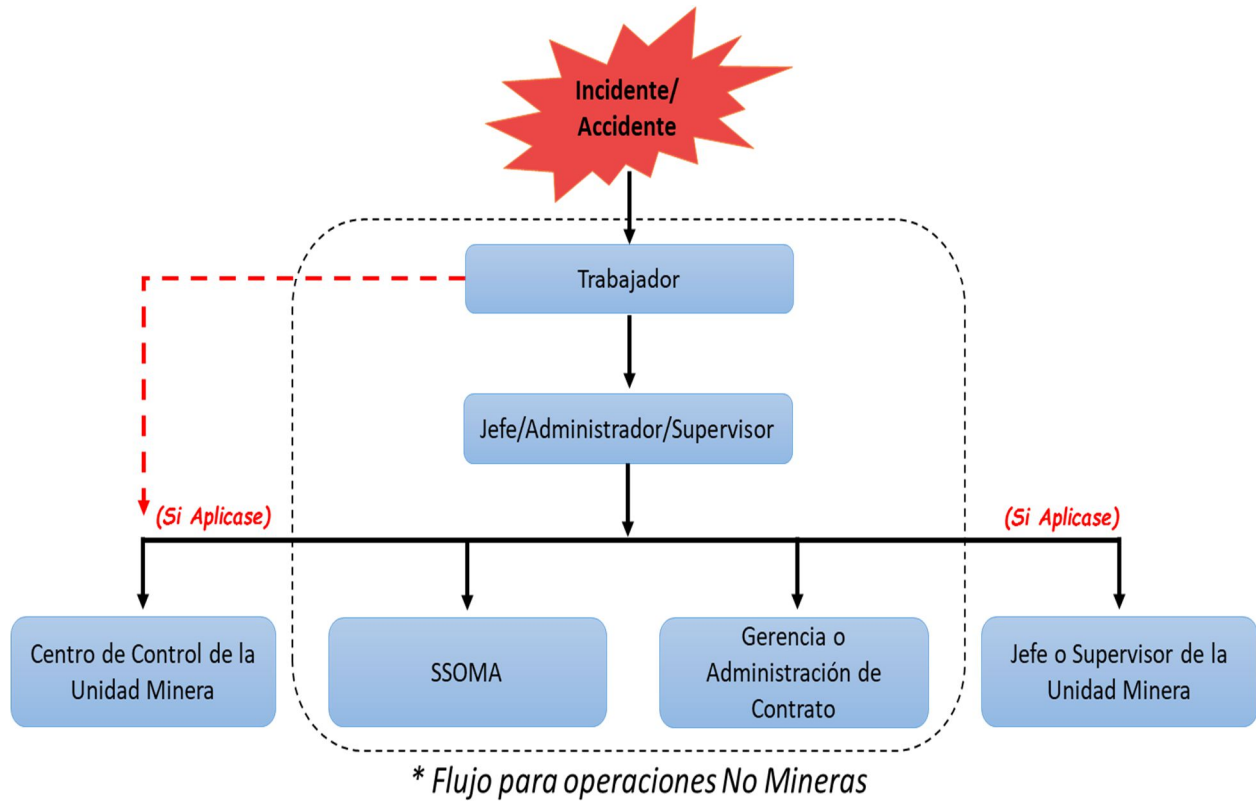 Incidente/
Accidente
Trabajador
Jefe/Administrador/Supervisor
(Si Aplicase)
(Si Aplicase)
Centro de Control de la
Unidad Minera
SSOMA
Gerencia o
Administración de
Contrato
Jefe o Supervisor de la
Unidad Minera
* Flujo para operaciones No Mineras